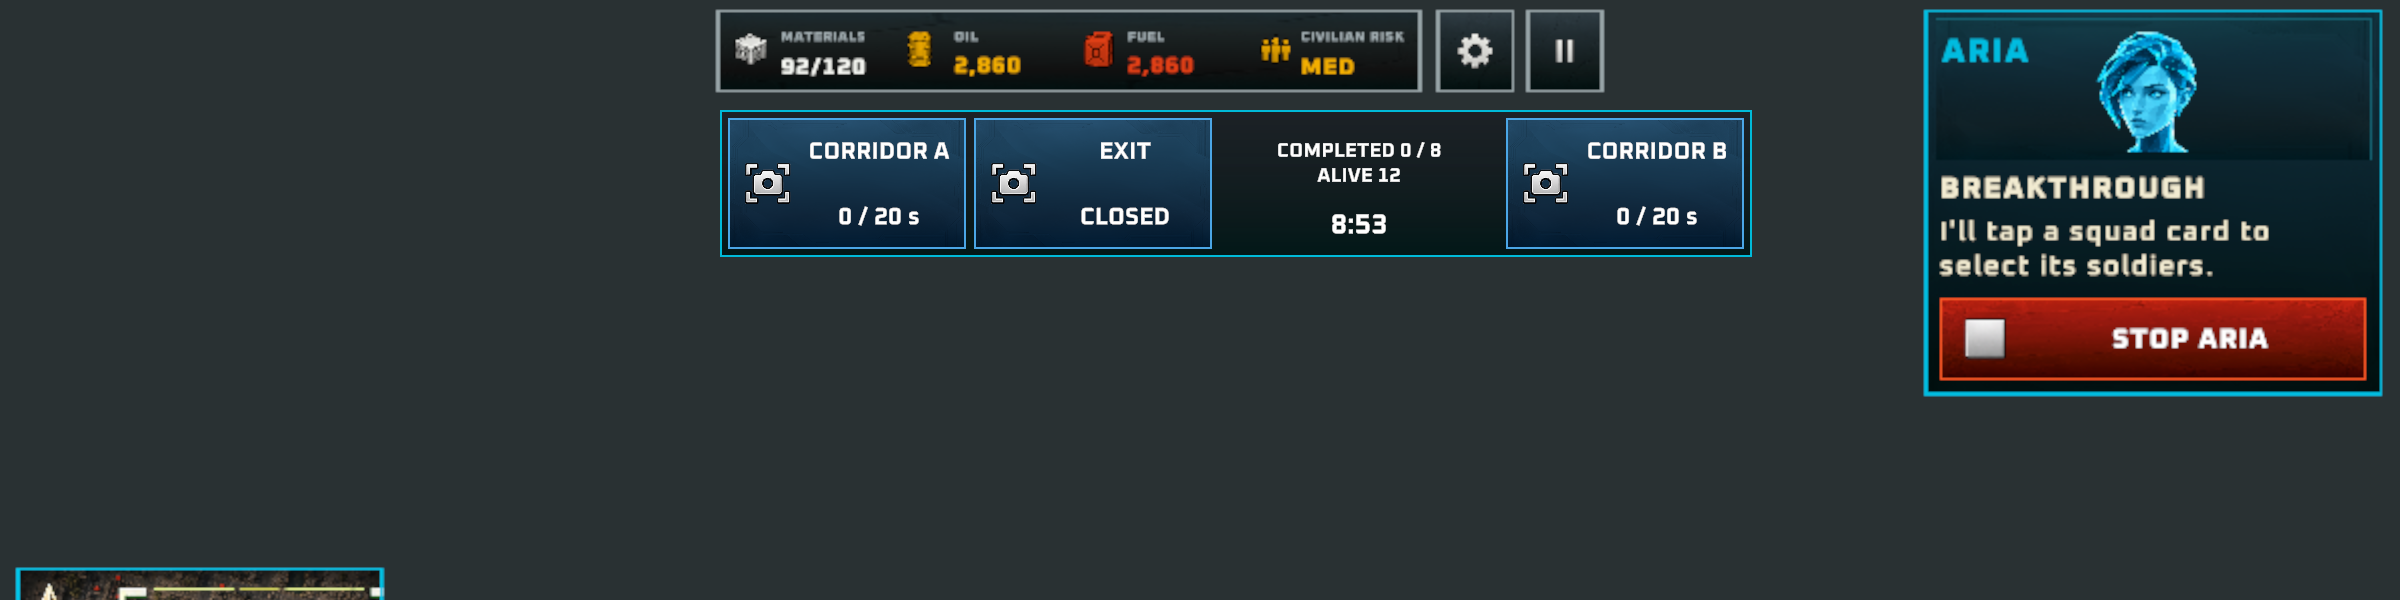 MATERIALS
92/120
OIL
2,860
FUEL
2,860
CIVILIAN RISK
MED
CORRIDOR A
0 / 20 s
EXIT
CLOSED
COMPLETED 0 / 8
ALIVE 12
8:53
CORRIDOR B
0 / 20 s
ARIA
BREAKTHROUGH
I'll tap a squad card to
select its soldiers.
STOP ARIA